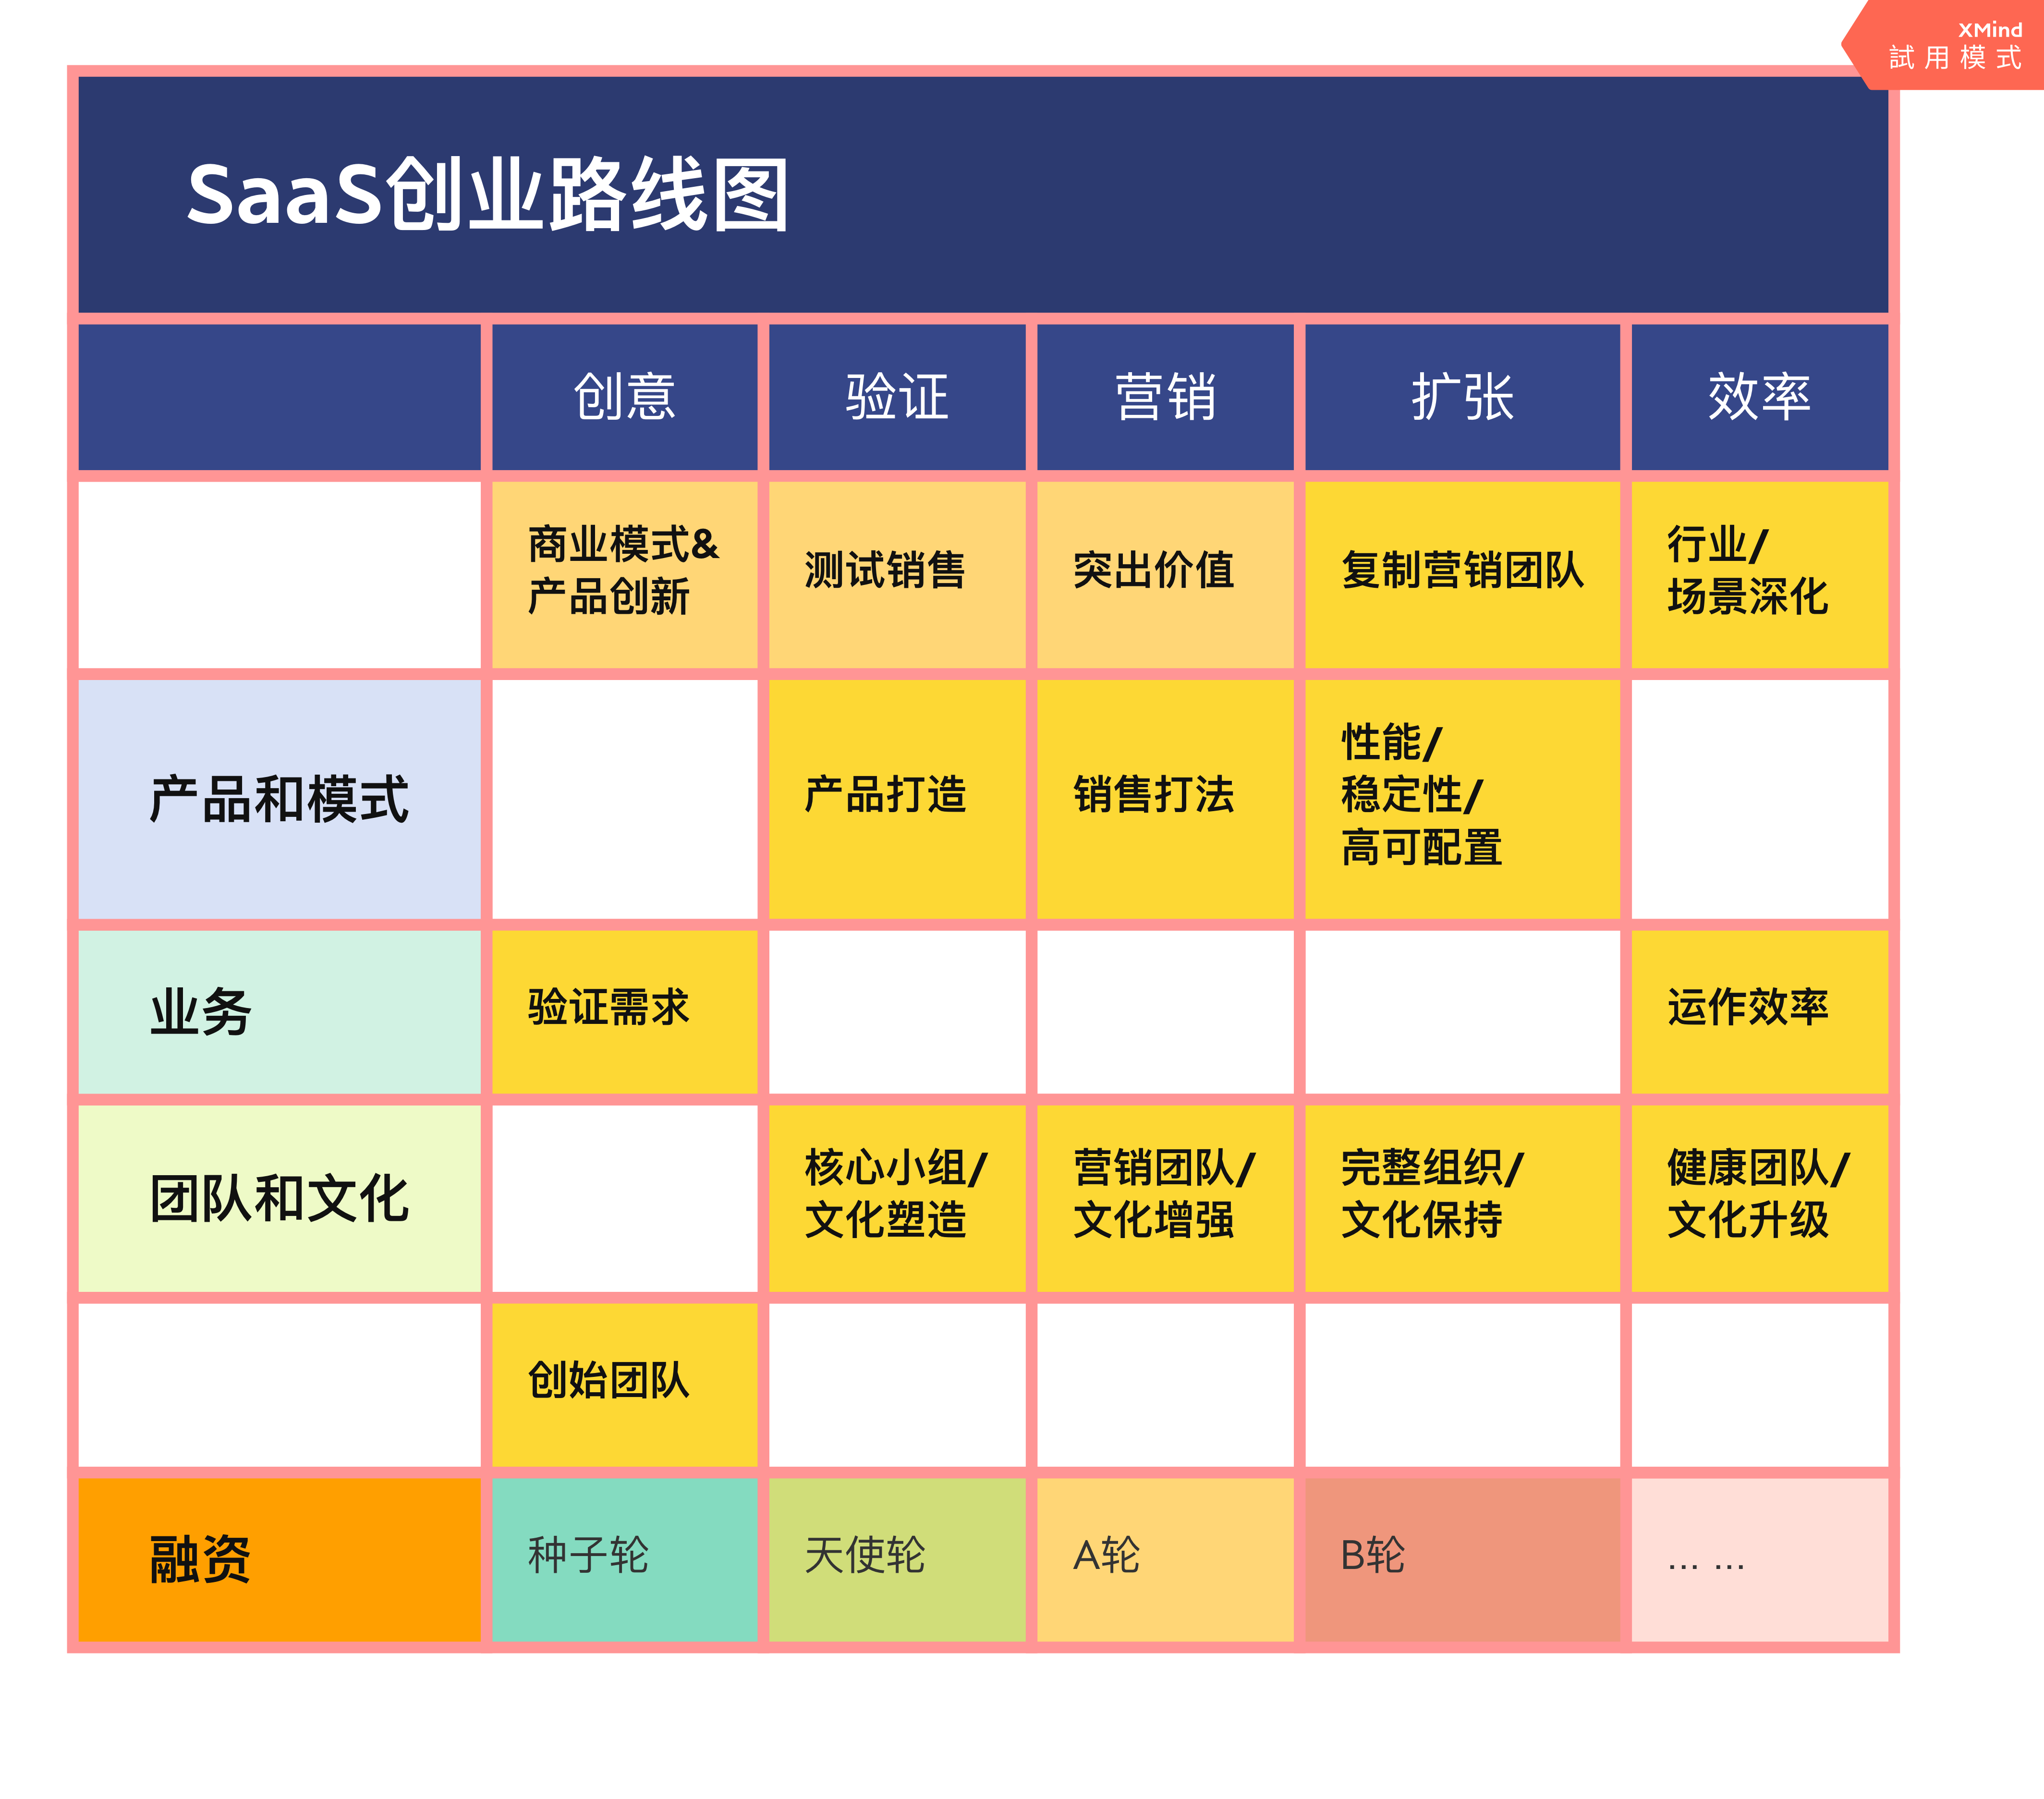 XMind
試用模式
SaaS创业路线图
创意 验证 营销 扩张 效率
商业模式&
产品创新
测试销售
突出价值
复制营销团队
行业/
场景深化
产品和模式
产品打造
销售打法
性能/
稳定性/
高可配置
业务
验证需求
运作效率
团队和文化
核心小组/
文化塑造
营销团队/
文化增强
完整组织/
文化保持
健康团队/
文化升级
创始团队
融资
种子轮
天使轮
A轮
B轮
... ...